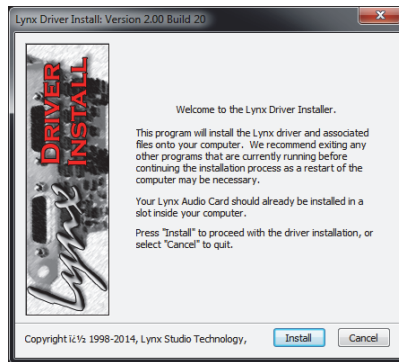 Lynx Driver Install: Version 2.00 Build 20
DRIVER
INSTALL
Lynx
Welcome to the Lynx Driver Installer.
This program will install the Lynx driver and associated
files onto your computer.  We recommend exiting any
other programs that are currently running before
continuing the installation process as a restart of the
computer may be necessary.
Your Lynx Audio Card should already be installed in a
slot inside your computer.
Press "Install" to proceed with the driver installation, or
select "Cancel" to quit.
Copyright ï¿½ 1998-2014, Lynx Studio Technology,
Install
Cancel